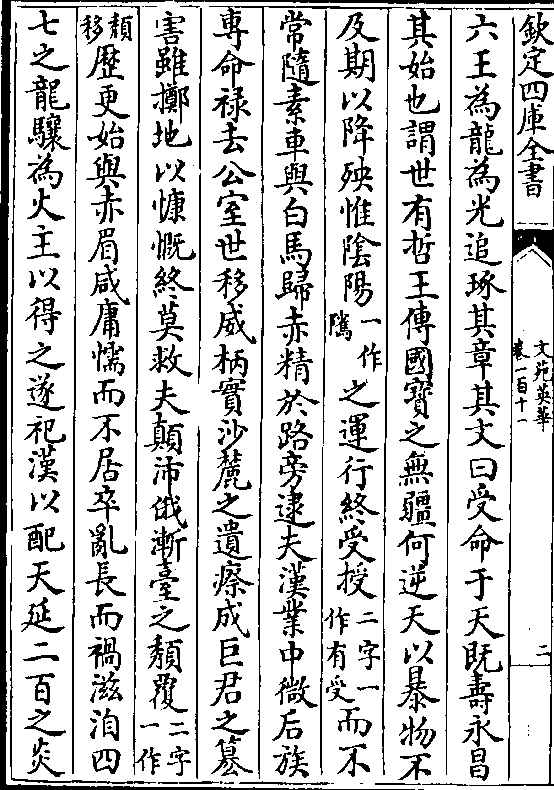 欽定四庫全書
文苑英華
卷一百十一
二
六王為龍為光追琢其章其文曰受命于天既壽永昌
其始也謂世有哲王傳國寶之無疆何逆天以暴物不
及期以降殃惟陰陽一作隲之運行終受授二字一作有受而不
常隨素車與白馬歸赤精於路旁逮夫漢業中微后族
專命祿去公室世移威柄實沙麓之遺瘵成巨君之篡
害雖擲地以慷慨終莫救夫顛沛俄漸臺之頽覆二字一作
頽移歴更始與赤眉咸庸懦而不居卒亂長而禍滋洎四
七之龍驤為火主以得之遂祀漢以配天延二百之炎